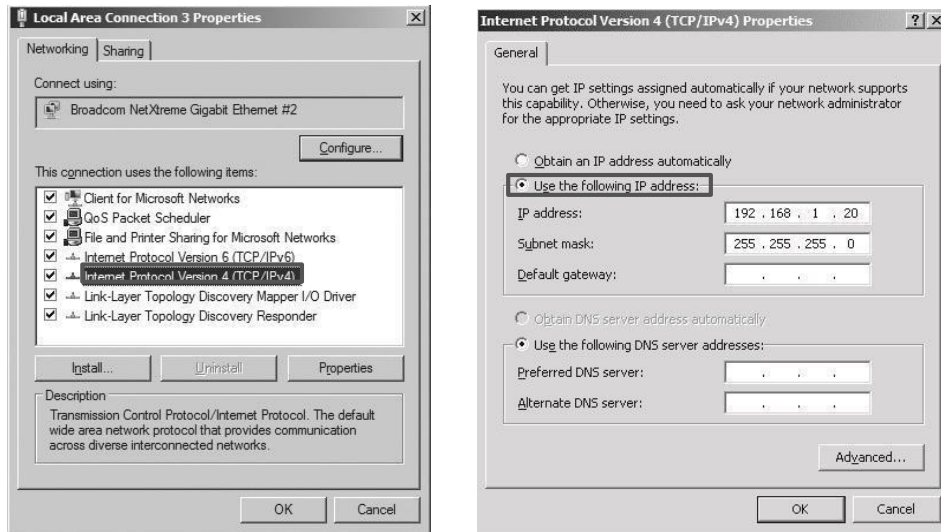 Local Area Connection 3 Properties
Networking
Sharing
Connect using:
Broadcom NetXtreme Gigabit Ethernet #2
Configure...
This connection uses the following items:
Client for Microsoft Networks
QoS Packet Scheduler
File and Printer Sharing for Microsoft Networks
Internet Protocol Version 6 (TCP/IPv6)
Internet Protocol Version 4 (TCP/IPv4)
Link-Layer Topology Discovery Mapper I/O Driver
Link-Layer Topology Discovery Responder
Install...
Uninstall
Properties
Description
Transmission Control Protocol/Internet Protocol. The default
wide area network protocol that provides communication
across diverse interconnected networks.
OK
Cancel
Internet Protocol Version 4 (TCP/IPv4) Properties
General
You can get IP settings assigned automatically if your network supports
this capability. Otherwise, you need to ask your network administrator
for the appropriate IP settings.
Obtain an IP address automatically
Use the following IP address:
IP address: 192 . 168 . 1 . 20
Subnet mask: 255 . 255 . 255 . 0
Default gateway: . . .
Obtain DNS server address automatically
Use the following DNS server addresses:
Preferred DNS server: . . .
Alternate DNS server: . . .
Advanced...
OK
Cancel